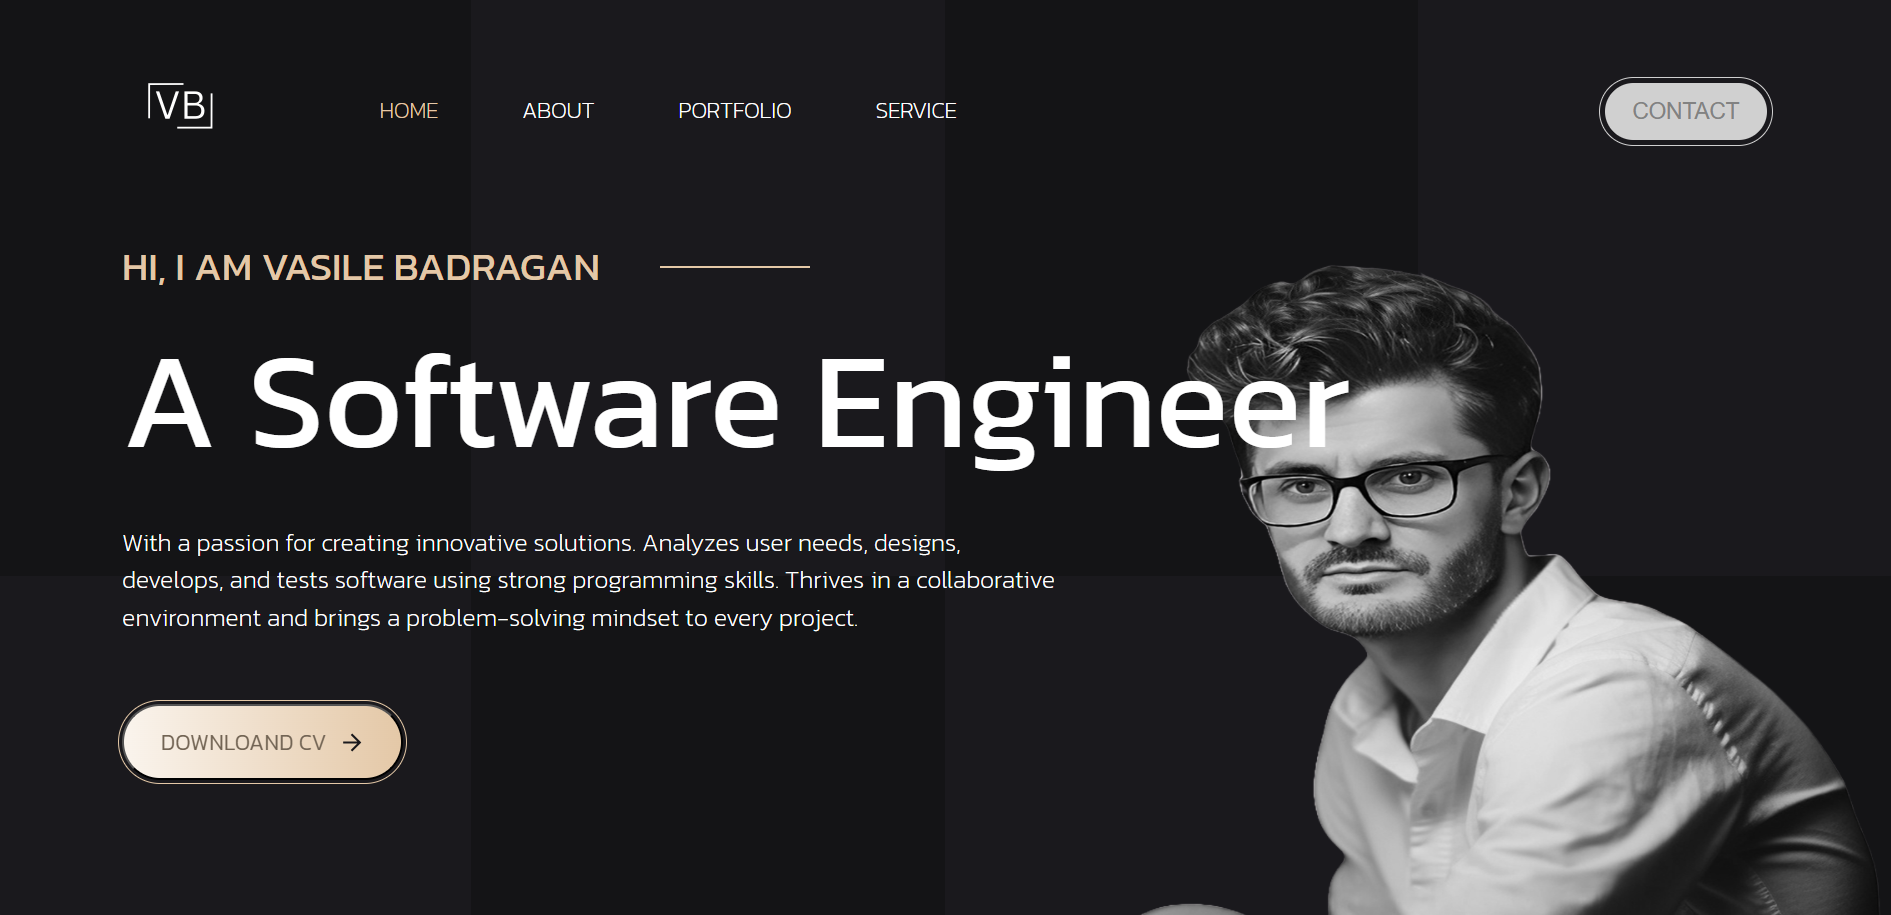 VB
HOME
ABOUT
PORTFOLIO
SERVICE
CONTACT
HI, I AM VASILE BADRAGAN
A Software Engineer
With a passion for creating innovative solutions. Analyzes user needs, designs,
develops, and tests software using strong programming skills. Thrives in a collaborative
environment and brings a problem-solving mindset to every project.
DOWNLOAND CV